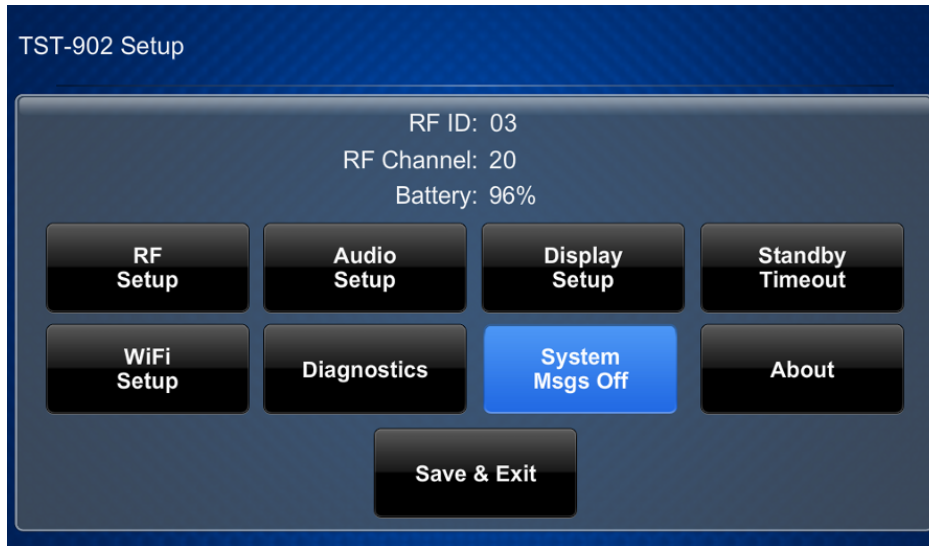 TST-902 Setup
RF ID: 03
RF Channel: 20
Battery: 96%
RF
Setup
Audio
Setup
Display
Setup
Standby
Timeout
WiFi
Setup
Diagnostics
System
Msgs Off
About
Save & Exit